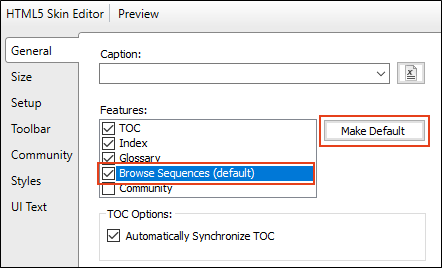 HTML5 Skin Editor Preview
General
Size
Setup
Toolbar
Community
Styles
UI Text
Caption:
Features:
TOC
Index
Glossary
Browse Sequences (default)
Community
Make Default
TOC Options:
Automatically Synchronize TOC